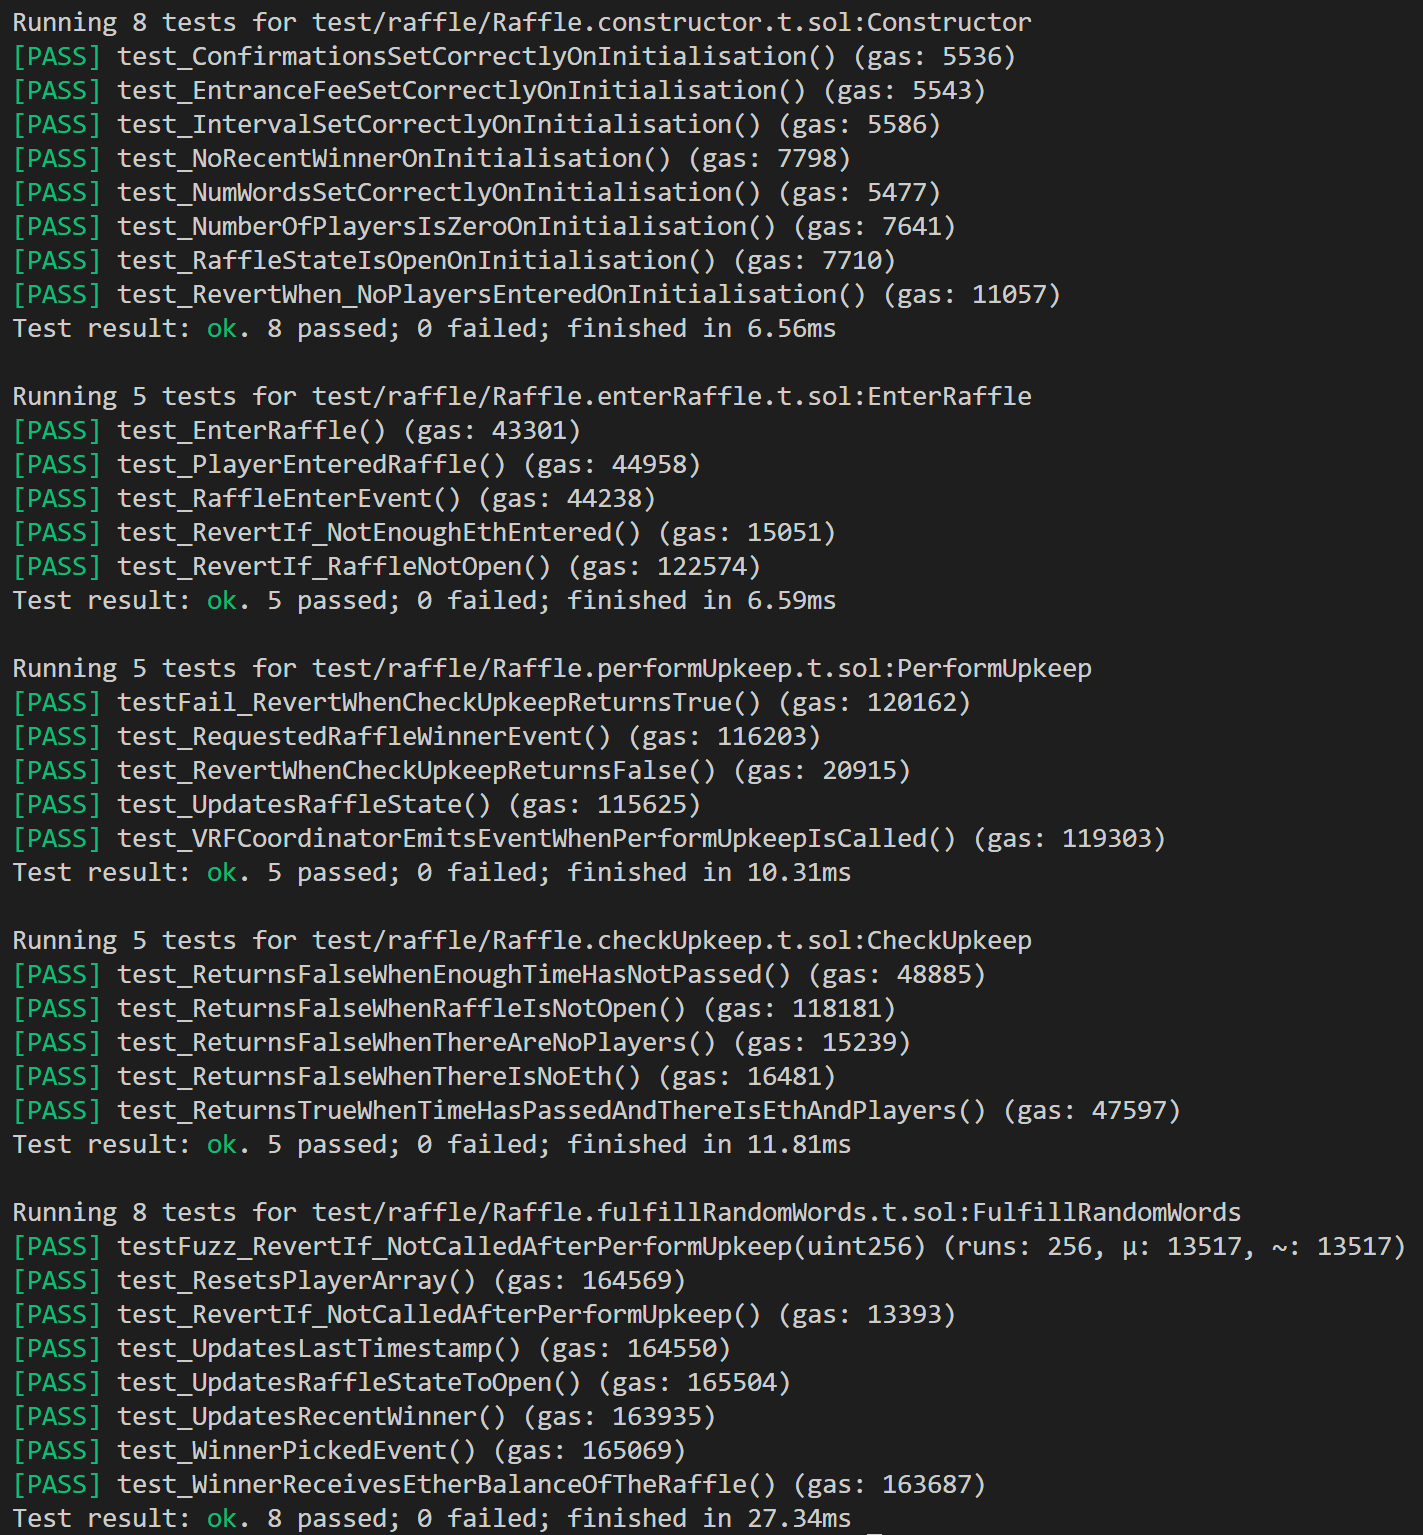 Running 8 tests for test/raffle/Raffle.constructor.t.sol:Constructor
[PASS] test_ConfirmationsSetCorrectlyOnInitialisation() (gas: 5536)
[PASS] test_EntranceFeeSetCorrectlyOnInitialisation() (gas: 5543)
[PASS] test_IntervalSetCorrectlyOnInitialisation() (gas: 5586)
[PASS] test_NoRecentWinnerOnInitialisation() (gas: 7798)
[PASS] test_NumWordsSetCorrectlyOnInitialisation() (gas: 5477)
[PASS] test_NumberOfPlayersIsZeroOnInitialisation() (gas: 7641)
[PASS] test_RaffleStateIsOpenOnInitialisation() (gas: 7710)
[PASS] test_RevertWhen_NoPlayersEnteredOnInitialisation() (gas: 11057)
Test result: ok. 8 passed; 0 failed; finished in 6.56ms

Running 5 tests for test/raffle/Raffle.enterRaffle.t.sol:EnterRaffle
[PASS] test_EnterRaffle() (gas: 43301)
[PASS] test_PlayerEnteredRaffle() (gas: 44958)
[PASS] test_RaffleEnterEvent() (gas: 44238)
[PASS] test_RevertIf_NotEnoughEthEntered() (gas: 15051)
[PASS] test_RevertIf_RaffleNotOpen() (gas: 122574)
Test result: ok. 5 passed; 0 failed; finished in 6.59ms

Running 5 tests for test/raffle/Raffle.performUpkeep.t.sol:PerformUpkeep
[PASS] testFail_RevertWhenCheckUpkeepReturnsTrue() (gas: 120162)
[PASS] test_RequestedRaffleWinnerEvent() (gas: 116203)
[PASS] test_RevertWhenCheckUpkeepReturnsFalse() (gas: 20915)
[PASS] test_UpdatesRaffleState() (gas: 115625)
[PASS] test_VRFCoordinatorEmitsEventWhenPerformUpkeepIsCalled() (gas: 119303)
Test result: ok. 5 passed; 0 failed; finished in 10.31ms

Running 5 tests for test/raffle/Raffle.checkUpkeep.t.sol:CheckUpkeep
[PASS] test_ReturnsFalseWhenEnoughTimeHasNotPassed() (gas: 48885)
[PASS] test_ReturnsFalseWhenRaffleIsNotOpen() (gas: 118181)
[PASS] test_ReturnsFalseWhenThereAreNoPlayers() (gas: 15239)
[PASS] test_ReturnsFalseWhenThereIsNoEth() (gas: 16481)
[PASS] test_ReturnsTrueWhenTimeHasPassedAndThereIsEthAndPlayers() (gas: 47597)
Test result: ok. 5 passed; 0 failed; finished in 11.81ms

Running 8 tests for test/raffle/Raffle.fulfillRandomWords.t.sol:FulfillRandomWords
[PASS] testFuzz_RevertIf_NotCalledAfterPerformUpkeep(uint256) (runs: 256, μ: 13517, ~: 13517)
[PASS] test_ResetsPlayerArray() (gas: 164569)
[PASS] test_RevertIf_NotCalledAfterPerformUpkeep() (gas: 13393)
[PASS] test_UpdatesLastTimestamp() (gas: 164550)
[PASS] test_UpdatesRaffleStateToOpen() (gas: 165504)
[PASS] test_UpdatesRecentWinner() (gas: 163935)
[PASS] test_WinnerPickedEvent() (gas: 165069)
[PASS] test_WinnerReceivesEtherBalanceOfTheRaffle() (gas: 163687)
Test result: ok. 8 passed; 0 failed; finished in 27.34ms